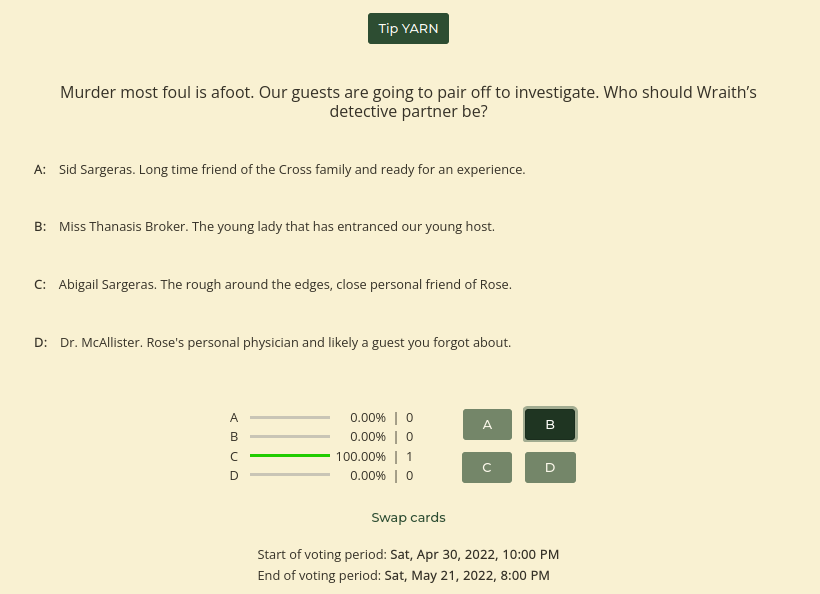 Tip YARN
Murder most foul is afoot. Our guests are going to pair off to investigate. Who should Wraith’s
detective partner be?
A: Sid Sargeras. Long time friend of the Cross family and ready for an experience.
B: Miss Thanasis Broker. The young lady that has entranced our young host.
C: Abigail Sargeras. The rough around the edges, close personal friend of Rose.
D: Dr. McAllister. Rose's personal physician and likely a guest you forgot about.
A 0.00% | 0
B 0.00% | 0
C 100.00% | 1
D 0.00% | 0
A B
C D
Swap cards
Start of voting period: Sat, Apr 30, 2022, 10:00 PM
End of voting period: Sat, May 21, 2022, 8:00 PM